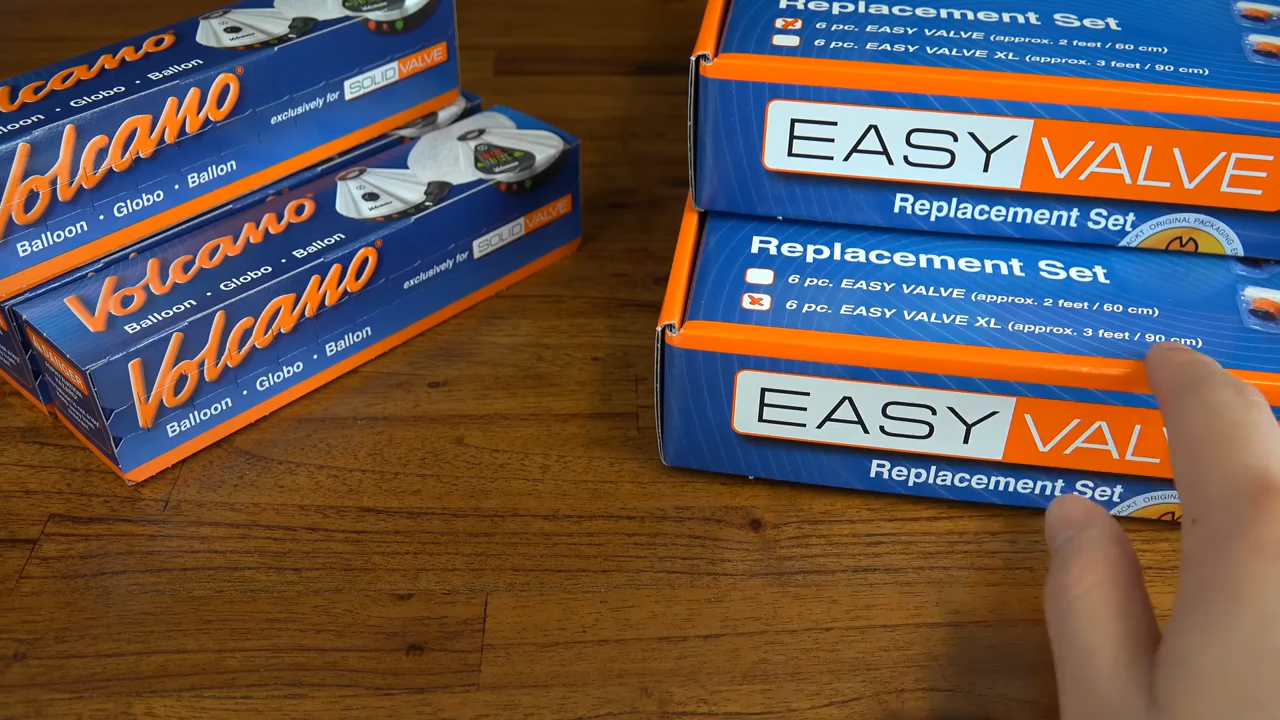 Volcano
Balloon · Globo · Ballon
Volcano®
exclusively for SOLID VALVE
Balloon · Globo · Ballon
Volcano
Balloon · Globo · Ballon
Volcano®
exclusively for SOLID VALVE
Balloon · Globo · Ballon
DANGER
Replacement Set
6 pc. EASY VALVE (approx. 2 feet / 60 cm)
6 pc. EASY VALVE XL (approx. 3 feet / 90 cm)
EASY VALVE
Replacement Set
ORIGINAL PACKAGING
Replacement Set
6 pc. EASY VALVE (approx. 2 feet / 60 cm)
6 pc. EASY VALVE XL (approx. 3 feet / 90 cm)
EASY VAL
Replacement Set